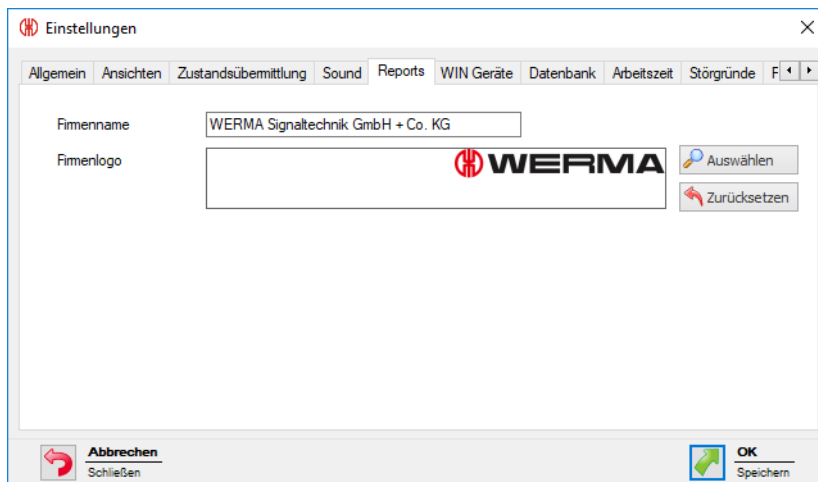 Einstellungen
Allgemein Ansichten Zustandsübermittlung Sound Reports WIN Geräte Datenbank Arbeitszeit Störgründe F
Firmenname WERMA Signaltechnik GmbH + Co. KG
Firmenlogo WERMA Auswählen
Zurücksetzen
Abbrechen OK
Schließen Speichern